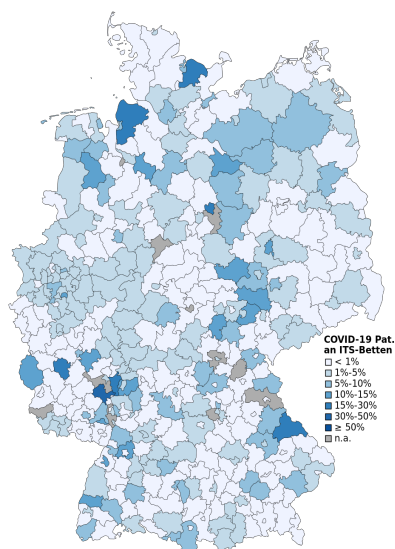 COVID-19 Pat.
an ITS-Betten
< 1%
1%-5%
5%-10%
10%-15%
15%-30%
30%-50%
≥ 50%
n.a.